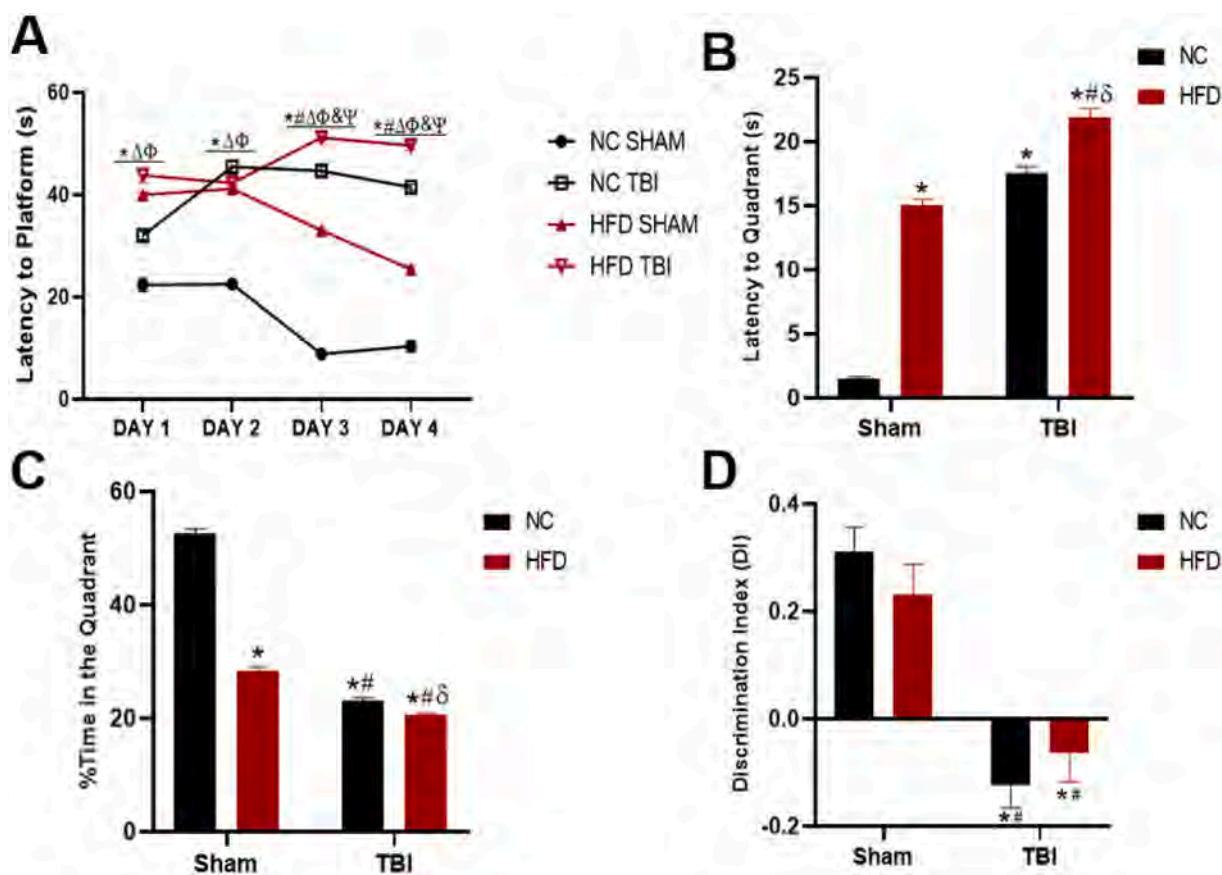 A
Latency to Platform (s)
60
40
20
0
*ΔΦ
*ΔΦ
*#ΔΦ&Ψ
*#ΔΦ&Ψ
DAY 1
DAY 2
DAY 3
DAY 4
NC SHAM
NC TBI
HFD SHAM
HFD TBI
B
Latency to Quadrant (s)
25
20
15
10
5
0
*
*
*#δ
Sham
TBI
NC
HFD
C
%Time in the Quadrant
60
40
20
0
*
*#
*#δ
Sham
TBI
NC
HFD
D
Discrimination Index (DI)
0.4
0.2
0.0
-0.2
*#
*#
Sham
TBI
NC
HFD